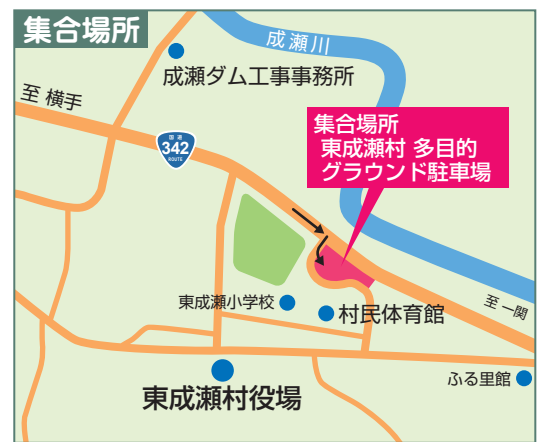 集合場所
成瀬川
成瀬ダム工事事務所
至 横手
国道
342
ROUTE
集合場所
東成瀬村 多目的
グラウンド駐車場
東成瀬小学校
村民体育館
至 一関
ふる里館
東成瀬村役場